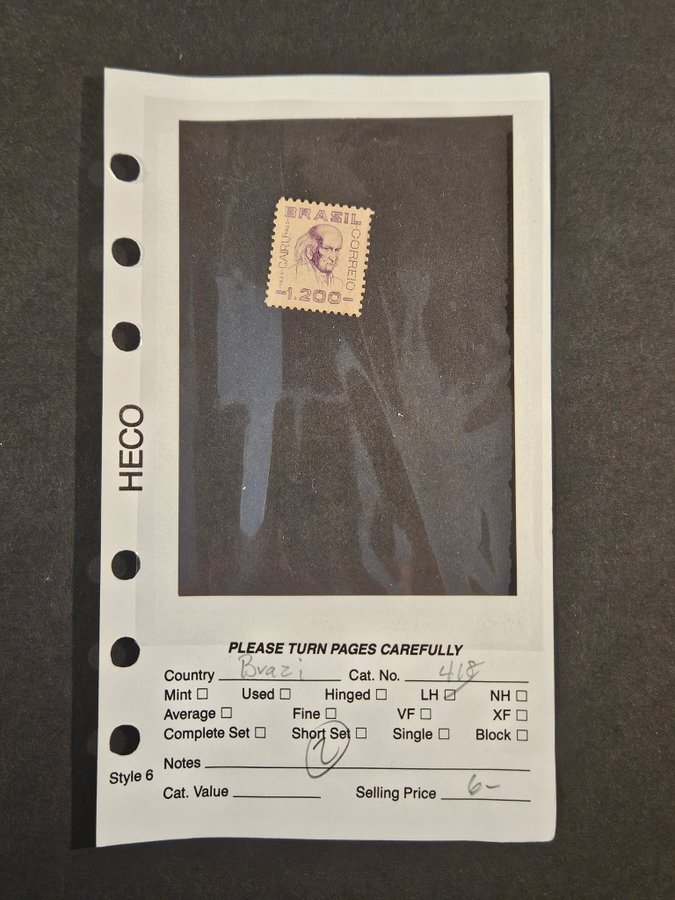 BRASIL
CORREIO
CAIRU
1.200
HECO
PLEASE TURN PAGES CAREFULLY
Country Brazi Cat. No. 418
Mint Used Hinged LH NH
Average Fine VF XF
Complete Set Short Set Single Block
2
Notes
Style 6
Cat. Value Selling Price 6-